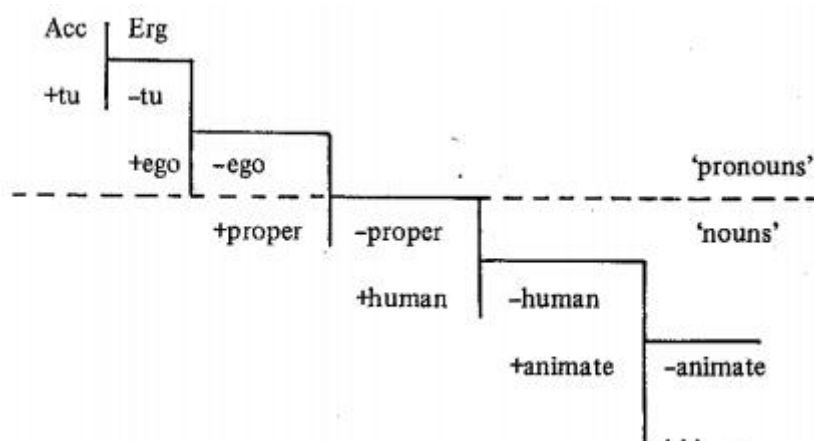 Acc Erg
+tu –tu
+ego –ego 'pronouns'
+proper –proper 'nouns'
+human –human
+animate –animate